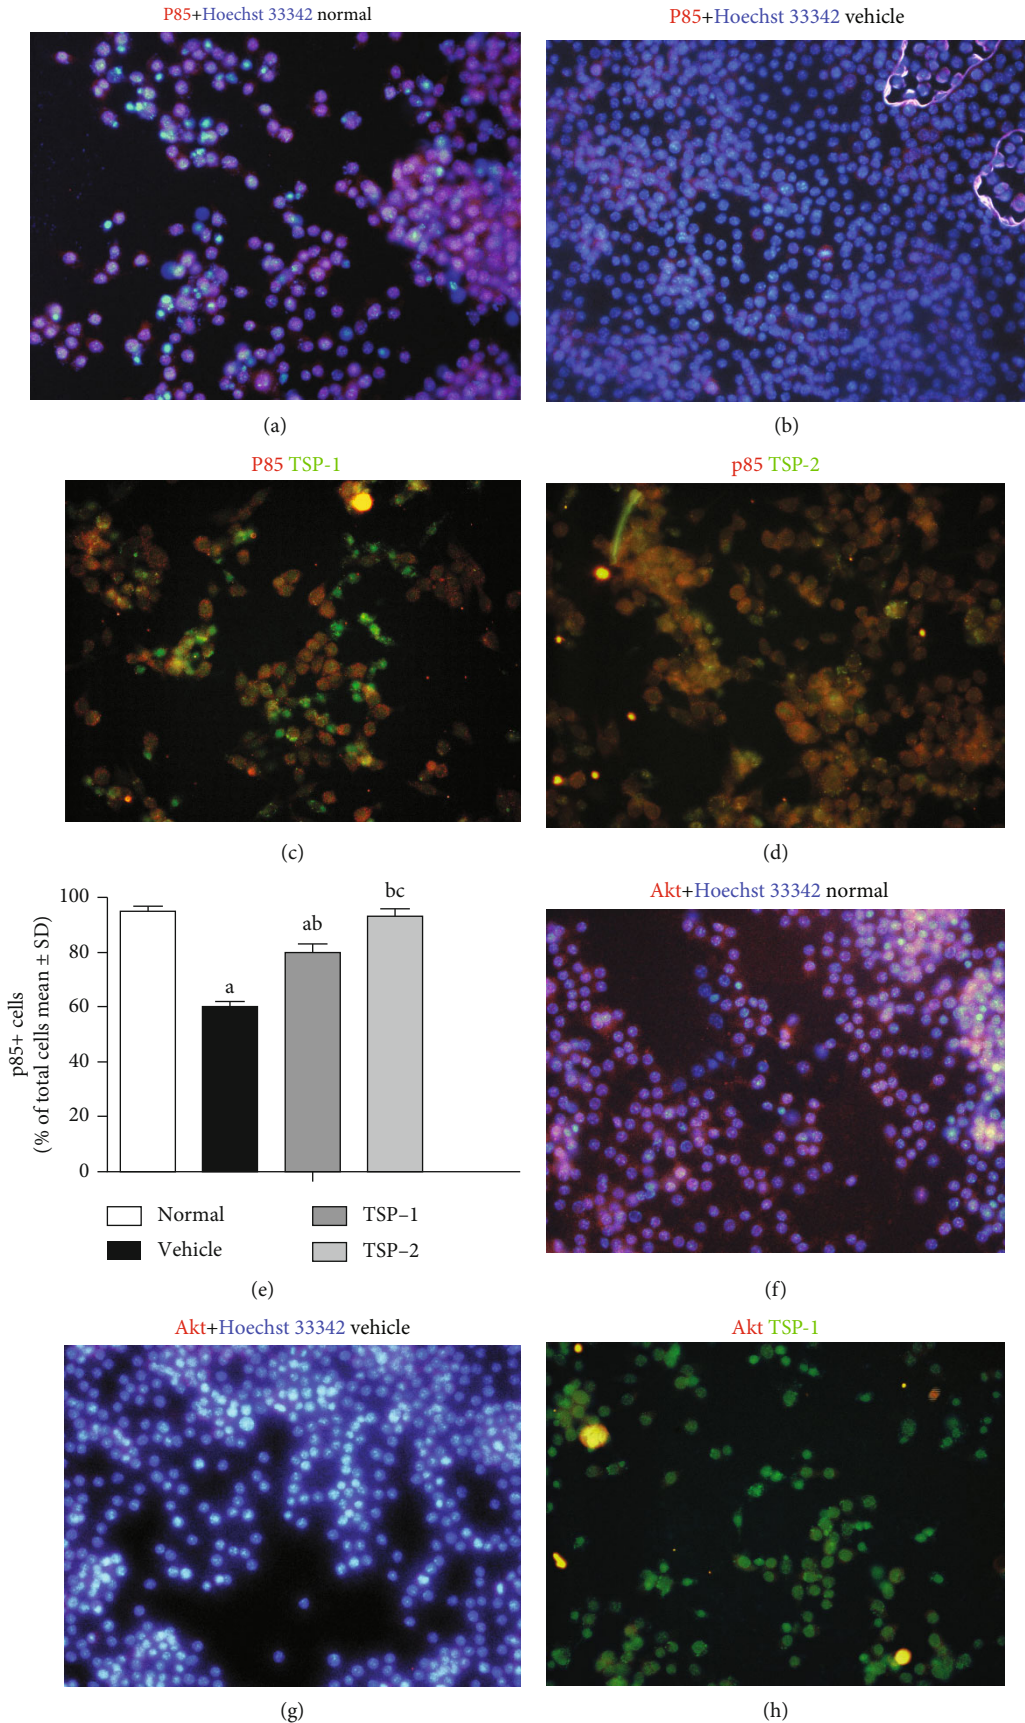 P85+Hoechst 33342 normal
P85+Hoechst 33342 vehicle
(a)
(b)
P85 TSP-1
p85 TSP-2
(c)
(d)
p85+ cells
(% of total cells mean ± SD)
100
80
60
40
20
0
a
ab
bc
Normal
Vehicle
TSP–1
TSP–2
(e)
Akt+Hoechst 33342 normal
(f)
Akt+Hoechst 33342 vehicle
Akt TSP-1
(g)
(h)